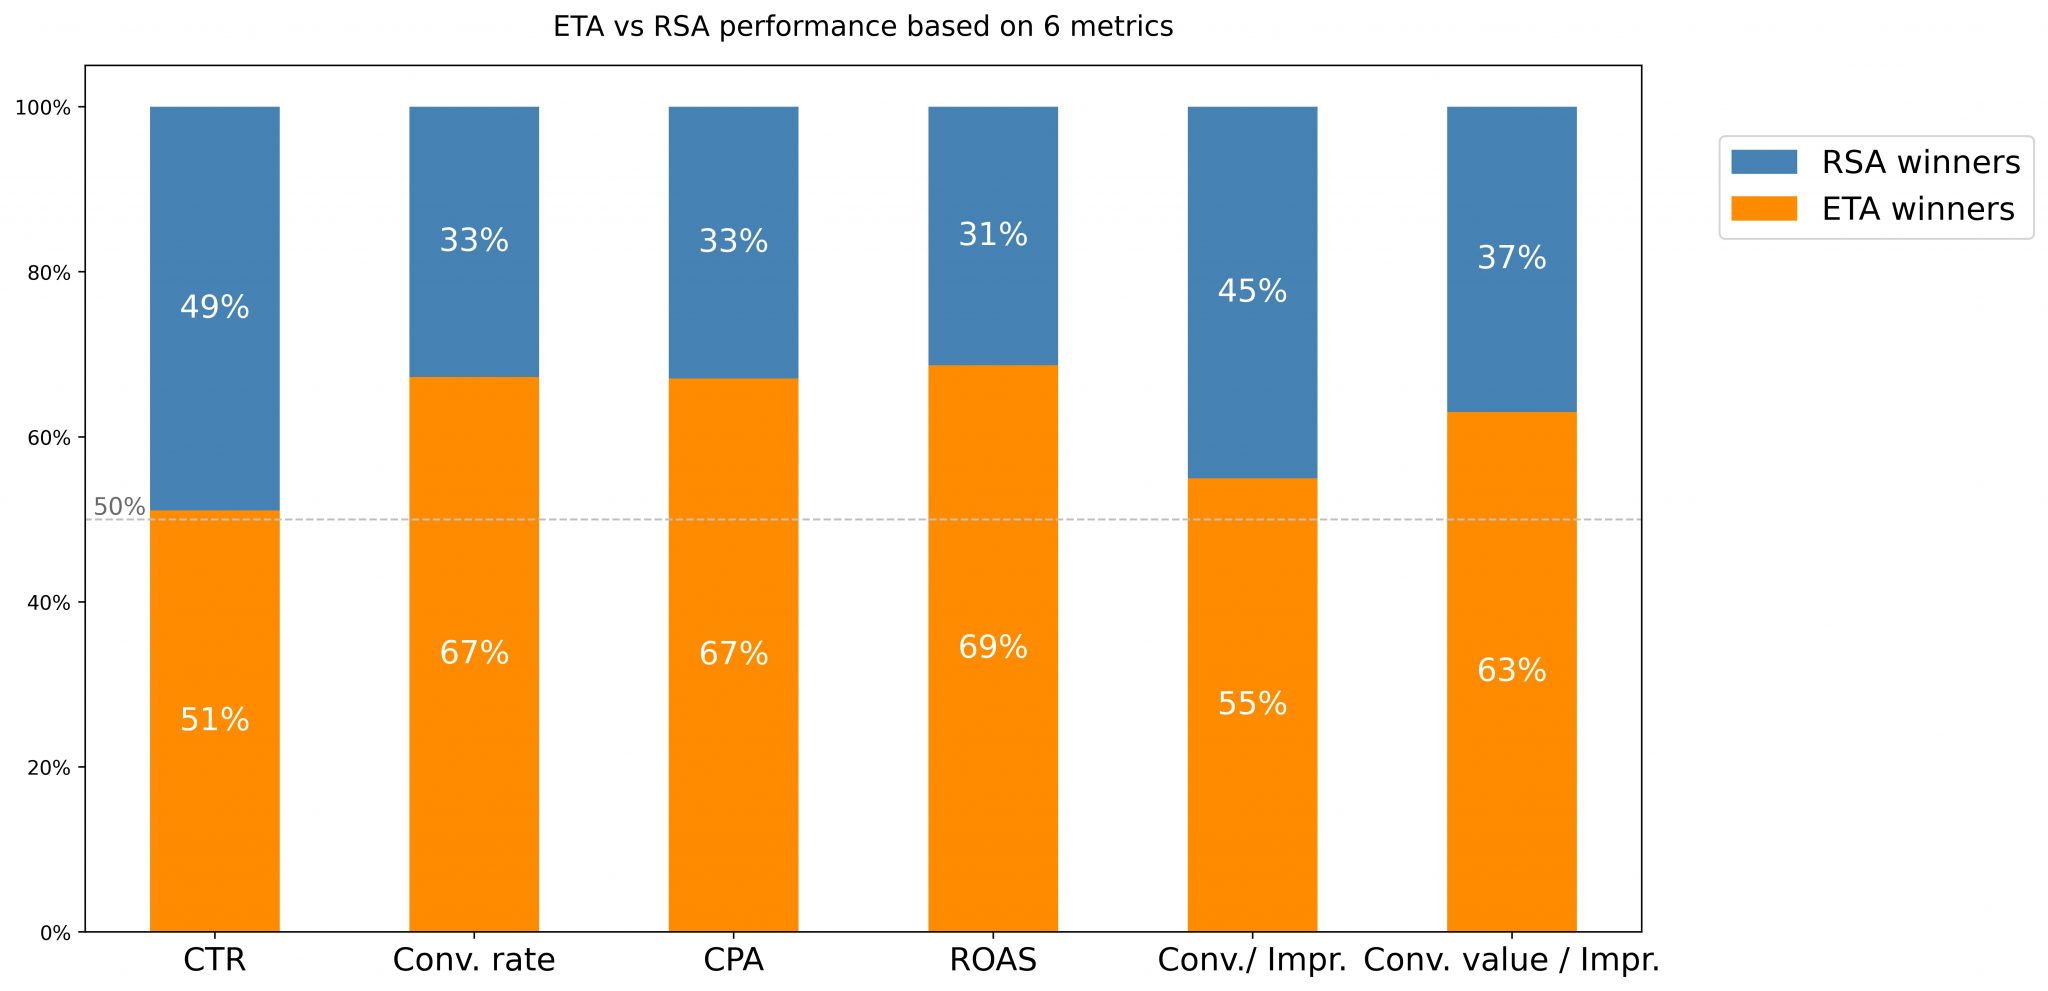 ETA vs RSA performance based on 6 metrics
100%
80%
60%
50%
40%
20%
0%
49%
33%
33%
31%
45%
37%
51%
67%
67%
69%
55%
63%
CTR
Conv. rate
CPA
ROAS
Conv./ Impr.
Conv. value / Impr.
RSA winners
ETA winners